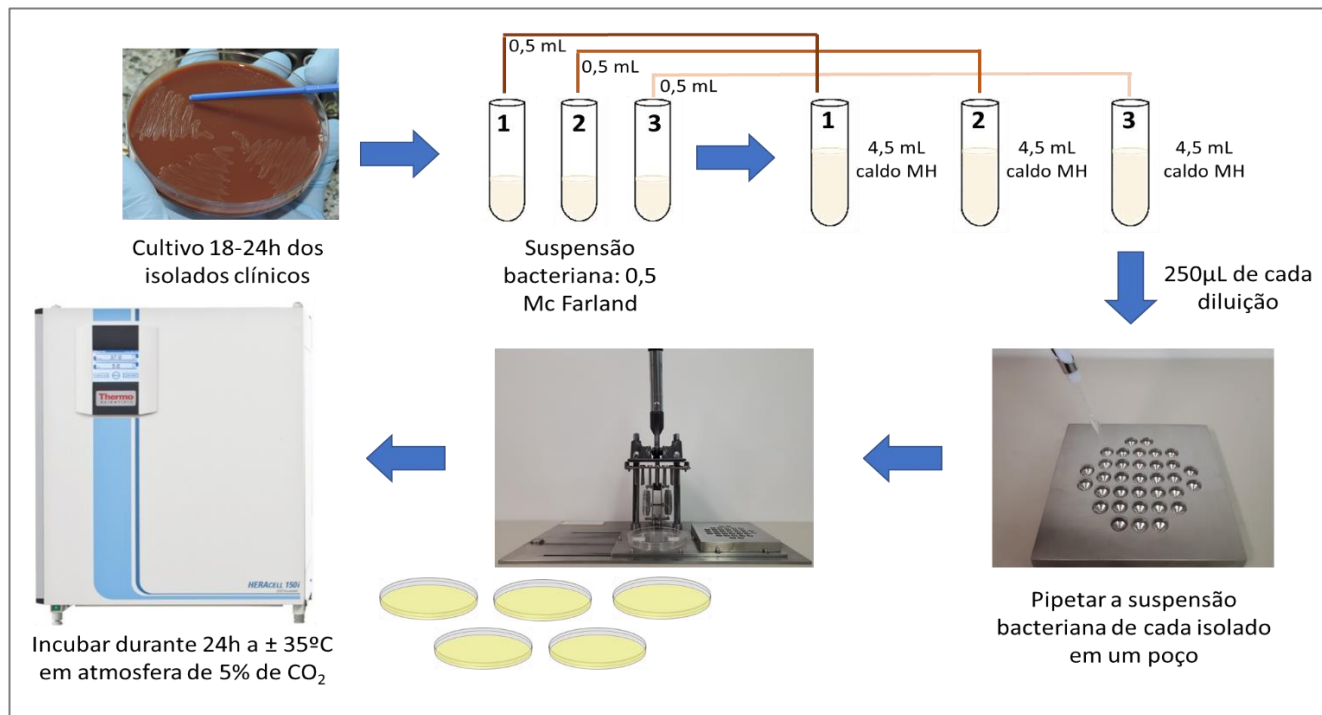 0,5 mL
0,5 mL
0,5 mL
1
2
3
1
2
3
4,5 mL
caldo MH
4,5 mL
caldo MH
4,5 mL
caldo MH
Cultivo 18-24h dos
isolados clínicos
Suspensão
bacteriana: 0,5
Mc Farland
250µL de cada
diluição
Thermo
SCIENTIFIC
HERACELL 150i
Pipetar a suspensão
bacteriana de cada isolado
em um poço
Incubar durante 24h a ± 35ºC
em atmosfera de 5% de CO₂